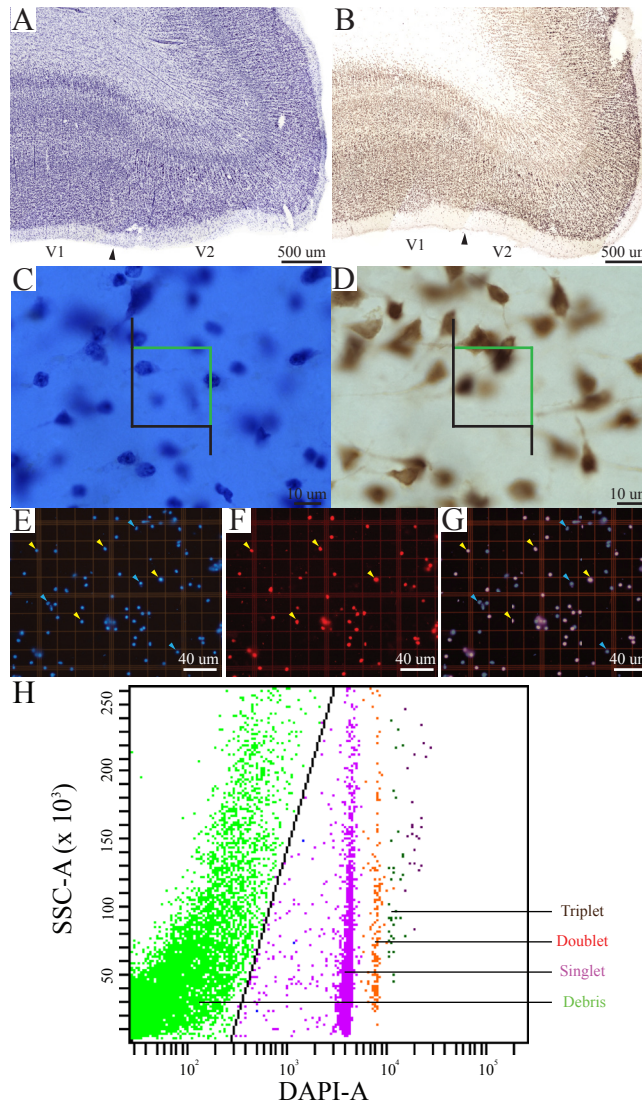 A
B
V1 V2 500 um
V1 V2 500 um
C
D
10 um
10 um
E
F
G
40 um
40 um
40 um
H
250
200
150
100
50
SSC-A (x 10³)
Triplet
Doublet
Singlet
Debris
10² 10³ 10⁴ 10⁵
DAPI-A